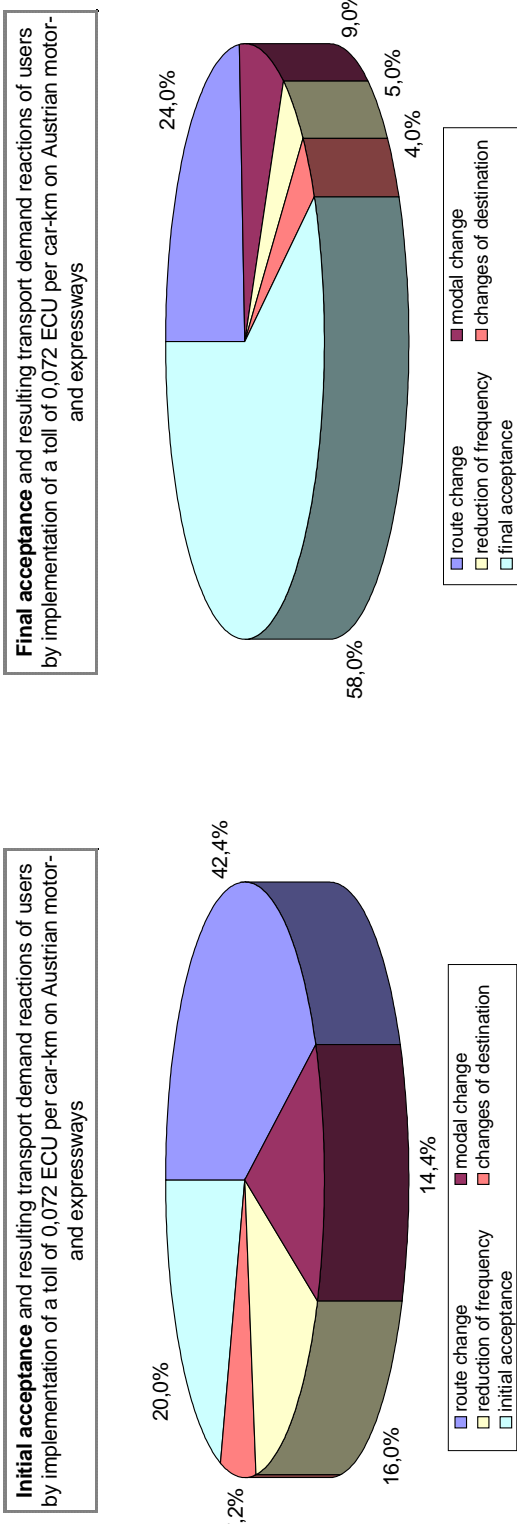 Initial acceptance and resulting transport demand reactions of users
by implementation of a toll of 0,072 ECU per car-km on Austrian motor-
and expressways
42,4%
20,0%
14,4%
16,0%
,2%
route change
modal change
reduction of frequency
changes of destination
initial acceptance
Final acceptance and resulting transport demand reactions of users
by implementation of a toll of 0,072 ECU per car-km on Austrian motor-
and expressways
24,0%
9,0%
5,0%
4,0%
58,0%
route change
modal change
reduction of frequency
changes of destination
final acceptance